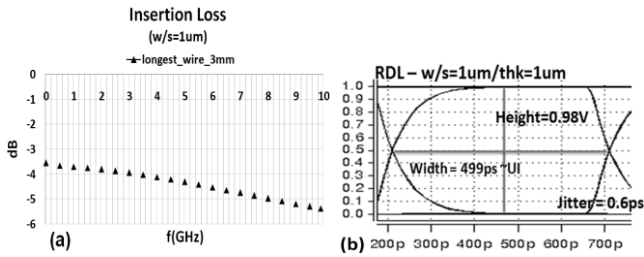 Insertion Loss
(w/s=1um)
▲longest_wire_3mm
0 1 2 3 4 5 6 7 8 9 10
0
-1
-2
-3
-4
-5
-6
dB
f(GHz)
(a)
RDL – w/s=1um/thk=1um
1.0
0.9
0.8
0.7
0.6
0.5
0.4
0.3
0.2
0.1
0.0
Height=0.98V
Width = 499ps ~UI
Jitter = 0.6ps
200p 300p 400p 500p 600p 700p
(b)